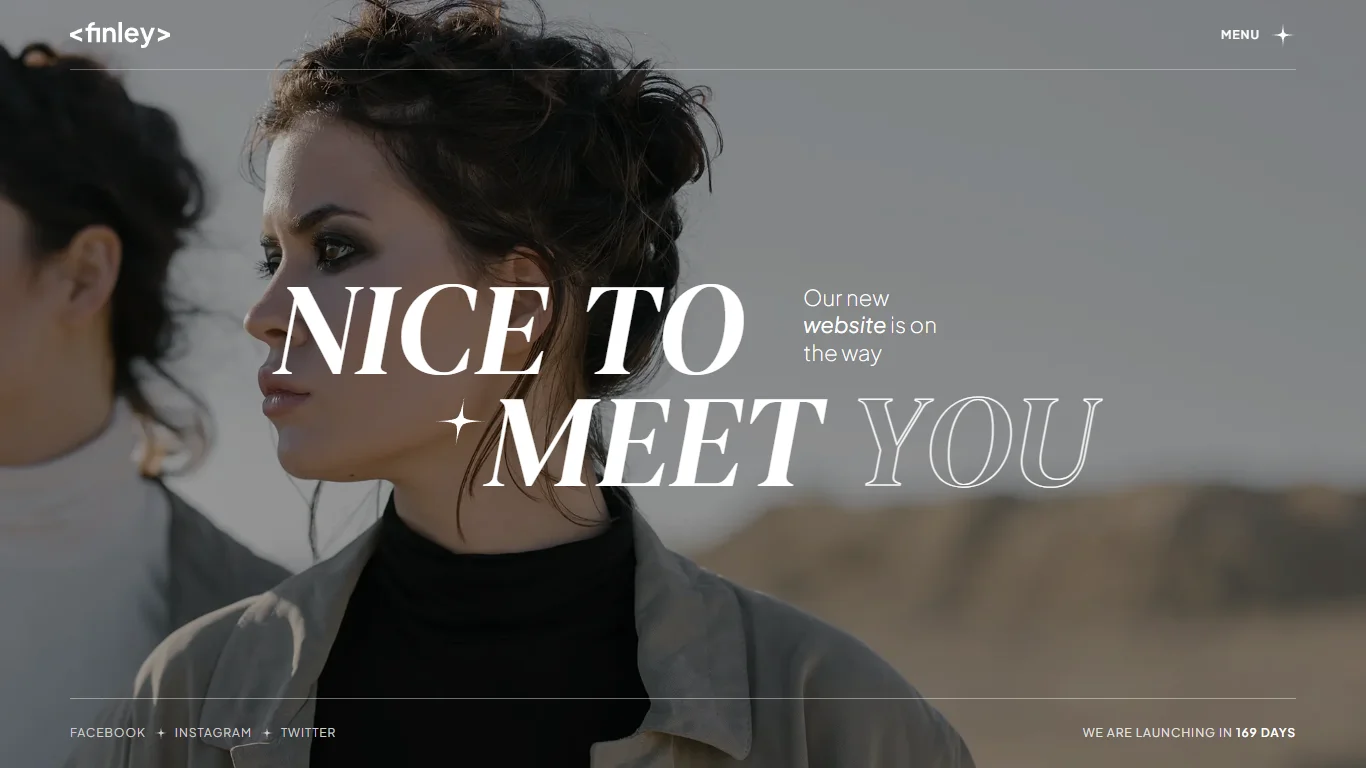 <finley>
MENU
NICE TO
Our new
website is on
the way
MEET YOU
FACEBOOK INSTAGRAM TWITTER
WE ARE LAUNCHING IN 169 DAYS